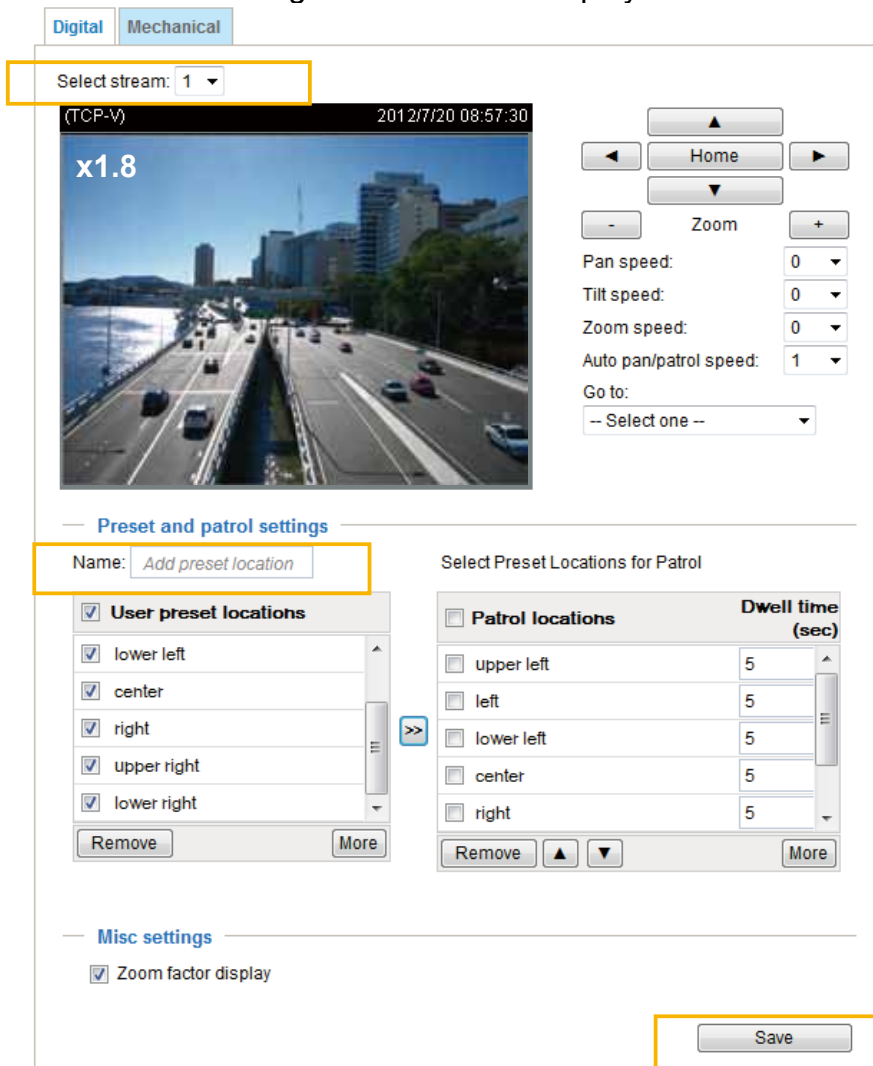 Digital Mechanical
Select stream: 1
(TCP-V) 2012/7/20 08:57:30
x1.8
Home
- Zoom +
Pan speed: 0
Tilt speed: 0
Zoom speed: 0
Auto pan/patrol speed: 1
Go to:
-- Select one --
Preset and patrol settings
Name: Add preset location
Select Preset Locations for Patrol
User preset locations
lower left
center
right
upper right
lower right
Remove More
>>
Patrol locations Dwell time
(sec)
upper left 5
left 5
lower left 5
center 5
right 5
Remove More
Misc settings
Zoom factor display
Save